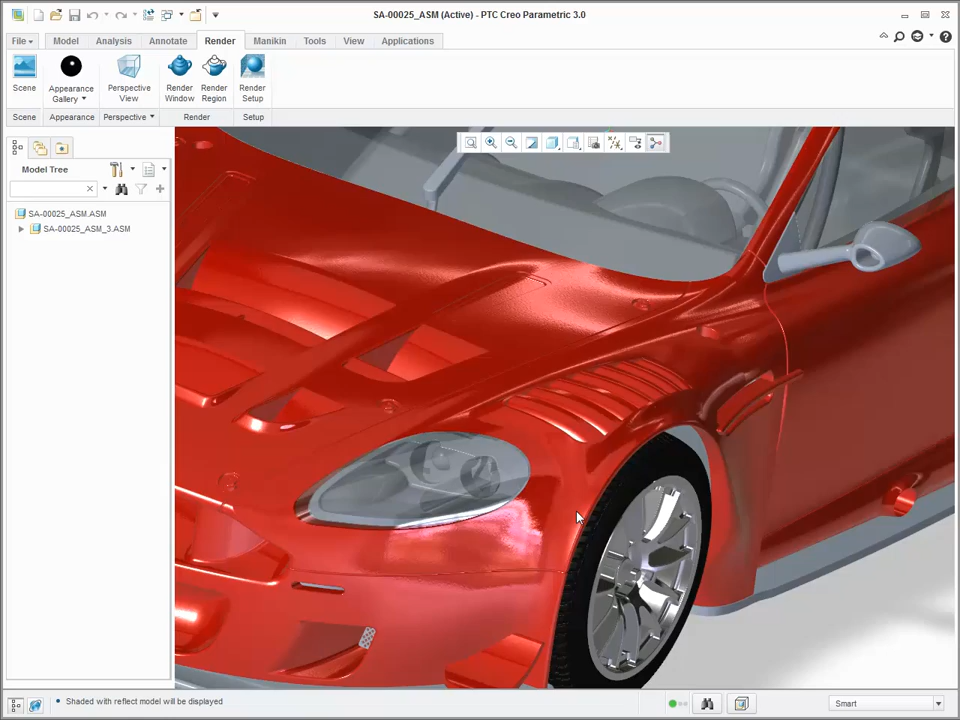 SA-00025_ASM (Active) - PTC Creo Parametric 3.0
File Model Analysis Annotate Render Manikin Tools View Applications
Scene Appearance Gallery Perspective View Render Window Render Region Render Setup
Scene Appearance Perspective Render Setup
Model Tree
SA-00025_ASM.ASM
SA-00025_ASM_3.ASM
Shaded with reflect model will be displayed
Smart